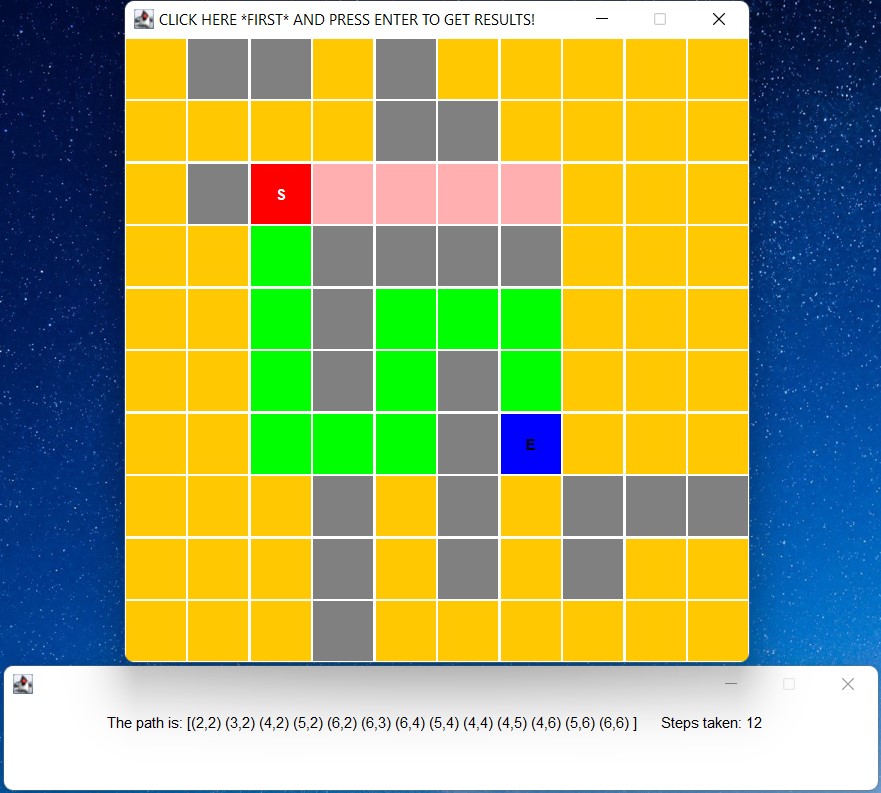 CLICK HERE *FIRST* AND PRESS ENTER TO GET RESULTS!
S
E
The path is: [(2,2) (3,2) (4,2) (5,2) (6,2) (6,3) (6,4) (5,4) (4,4) (4,5) (4,6) (5,6) (6,6) ] Steps taken: 12